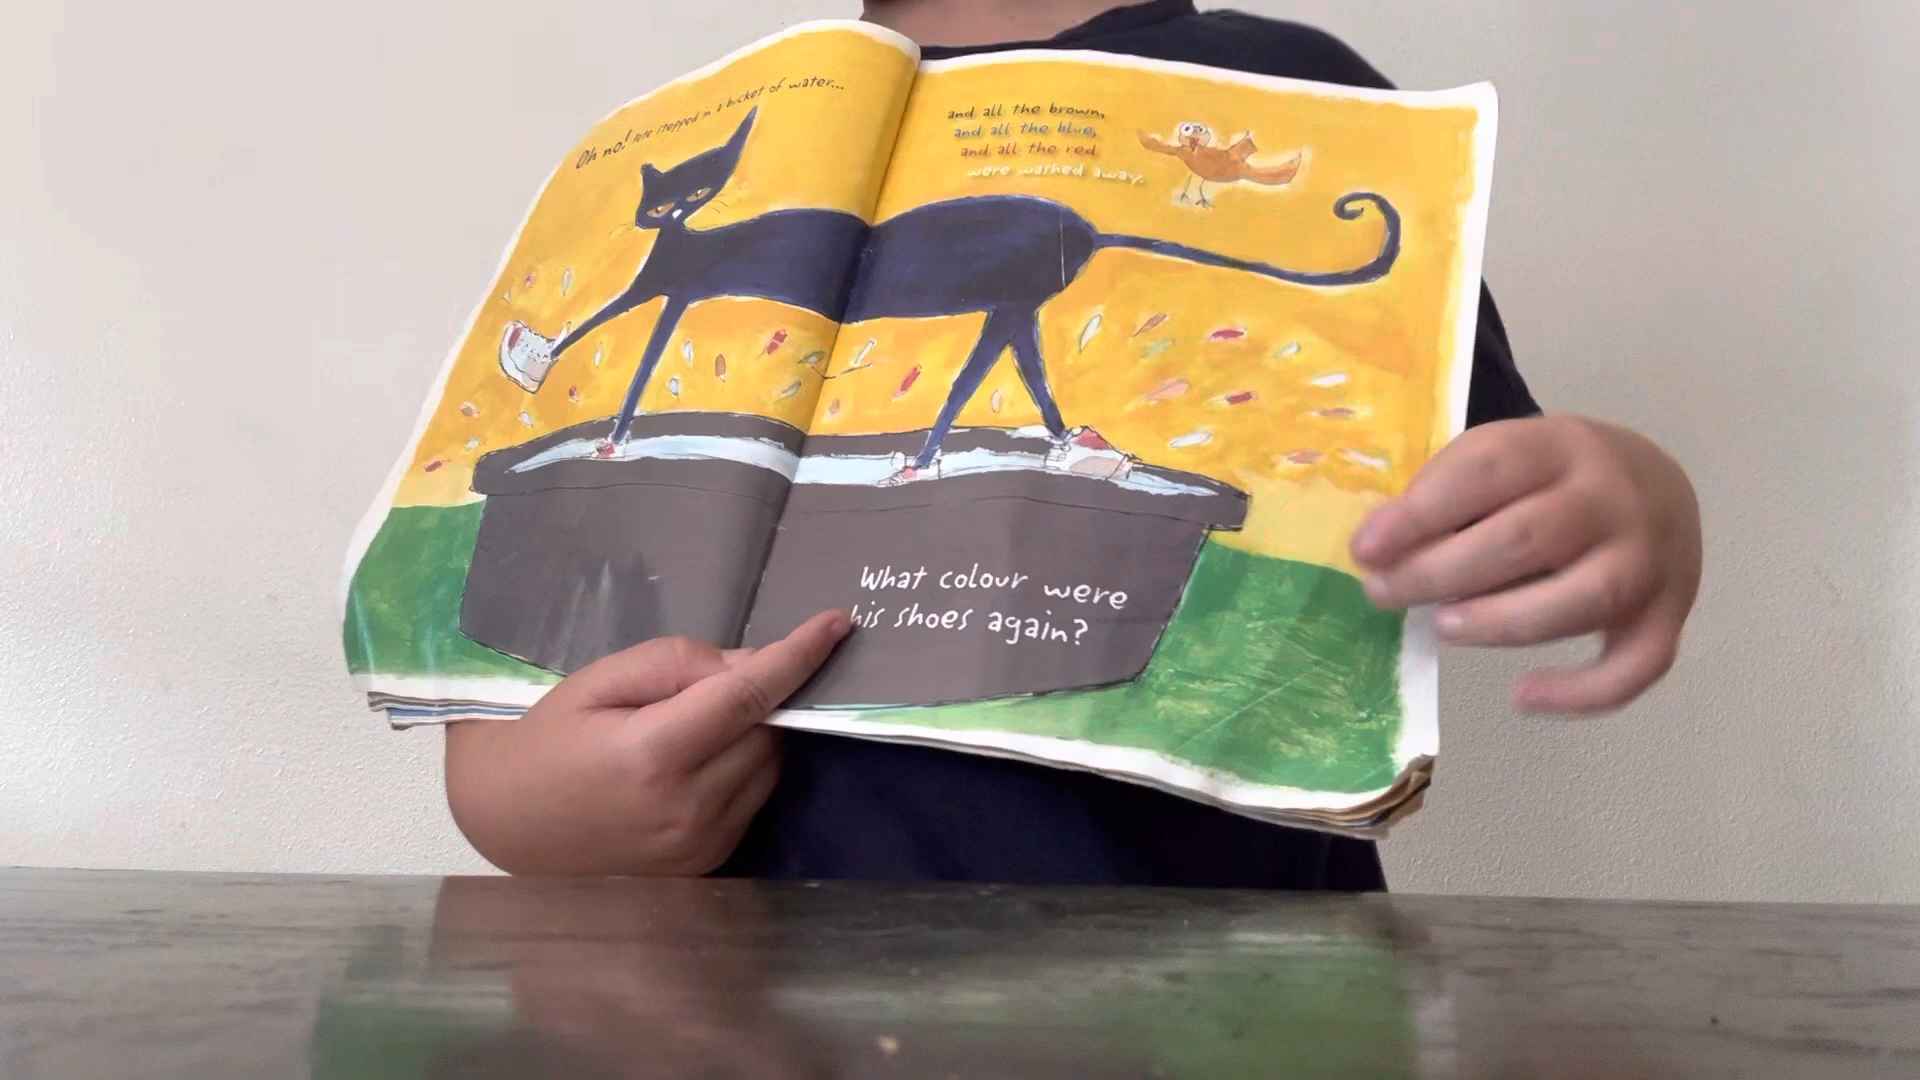 Oh no! Pete stepped in a bucket of water...
and all the brown,
and all the blue,
and all the red
were washed away.
What colour were
his shoes again?